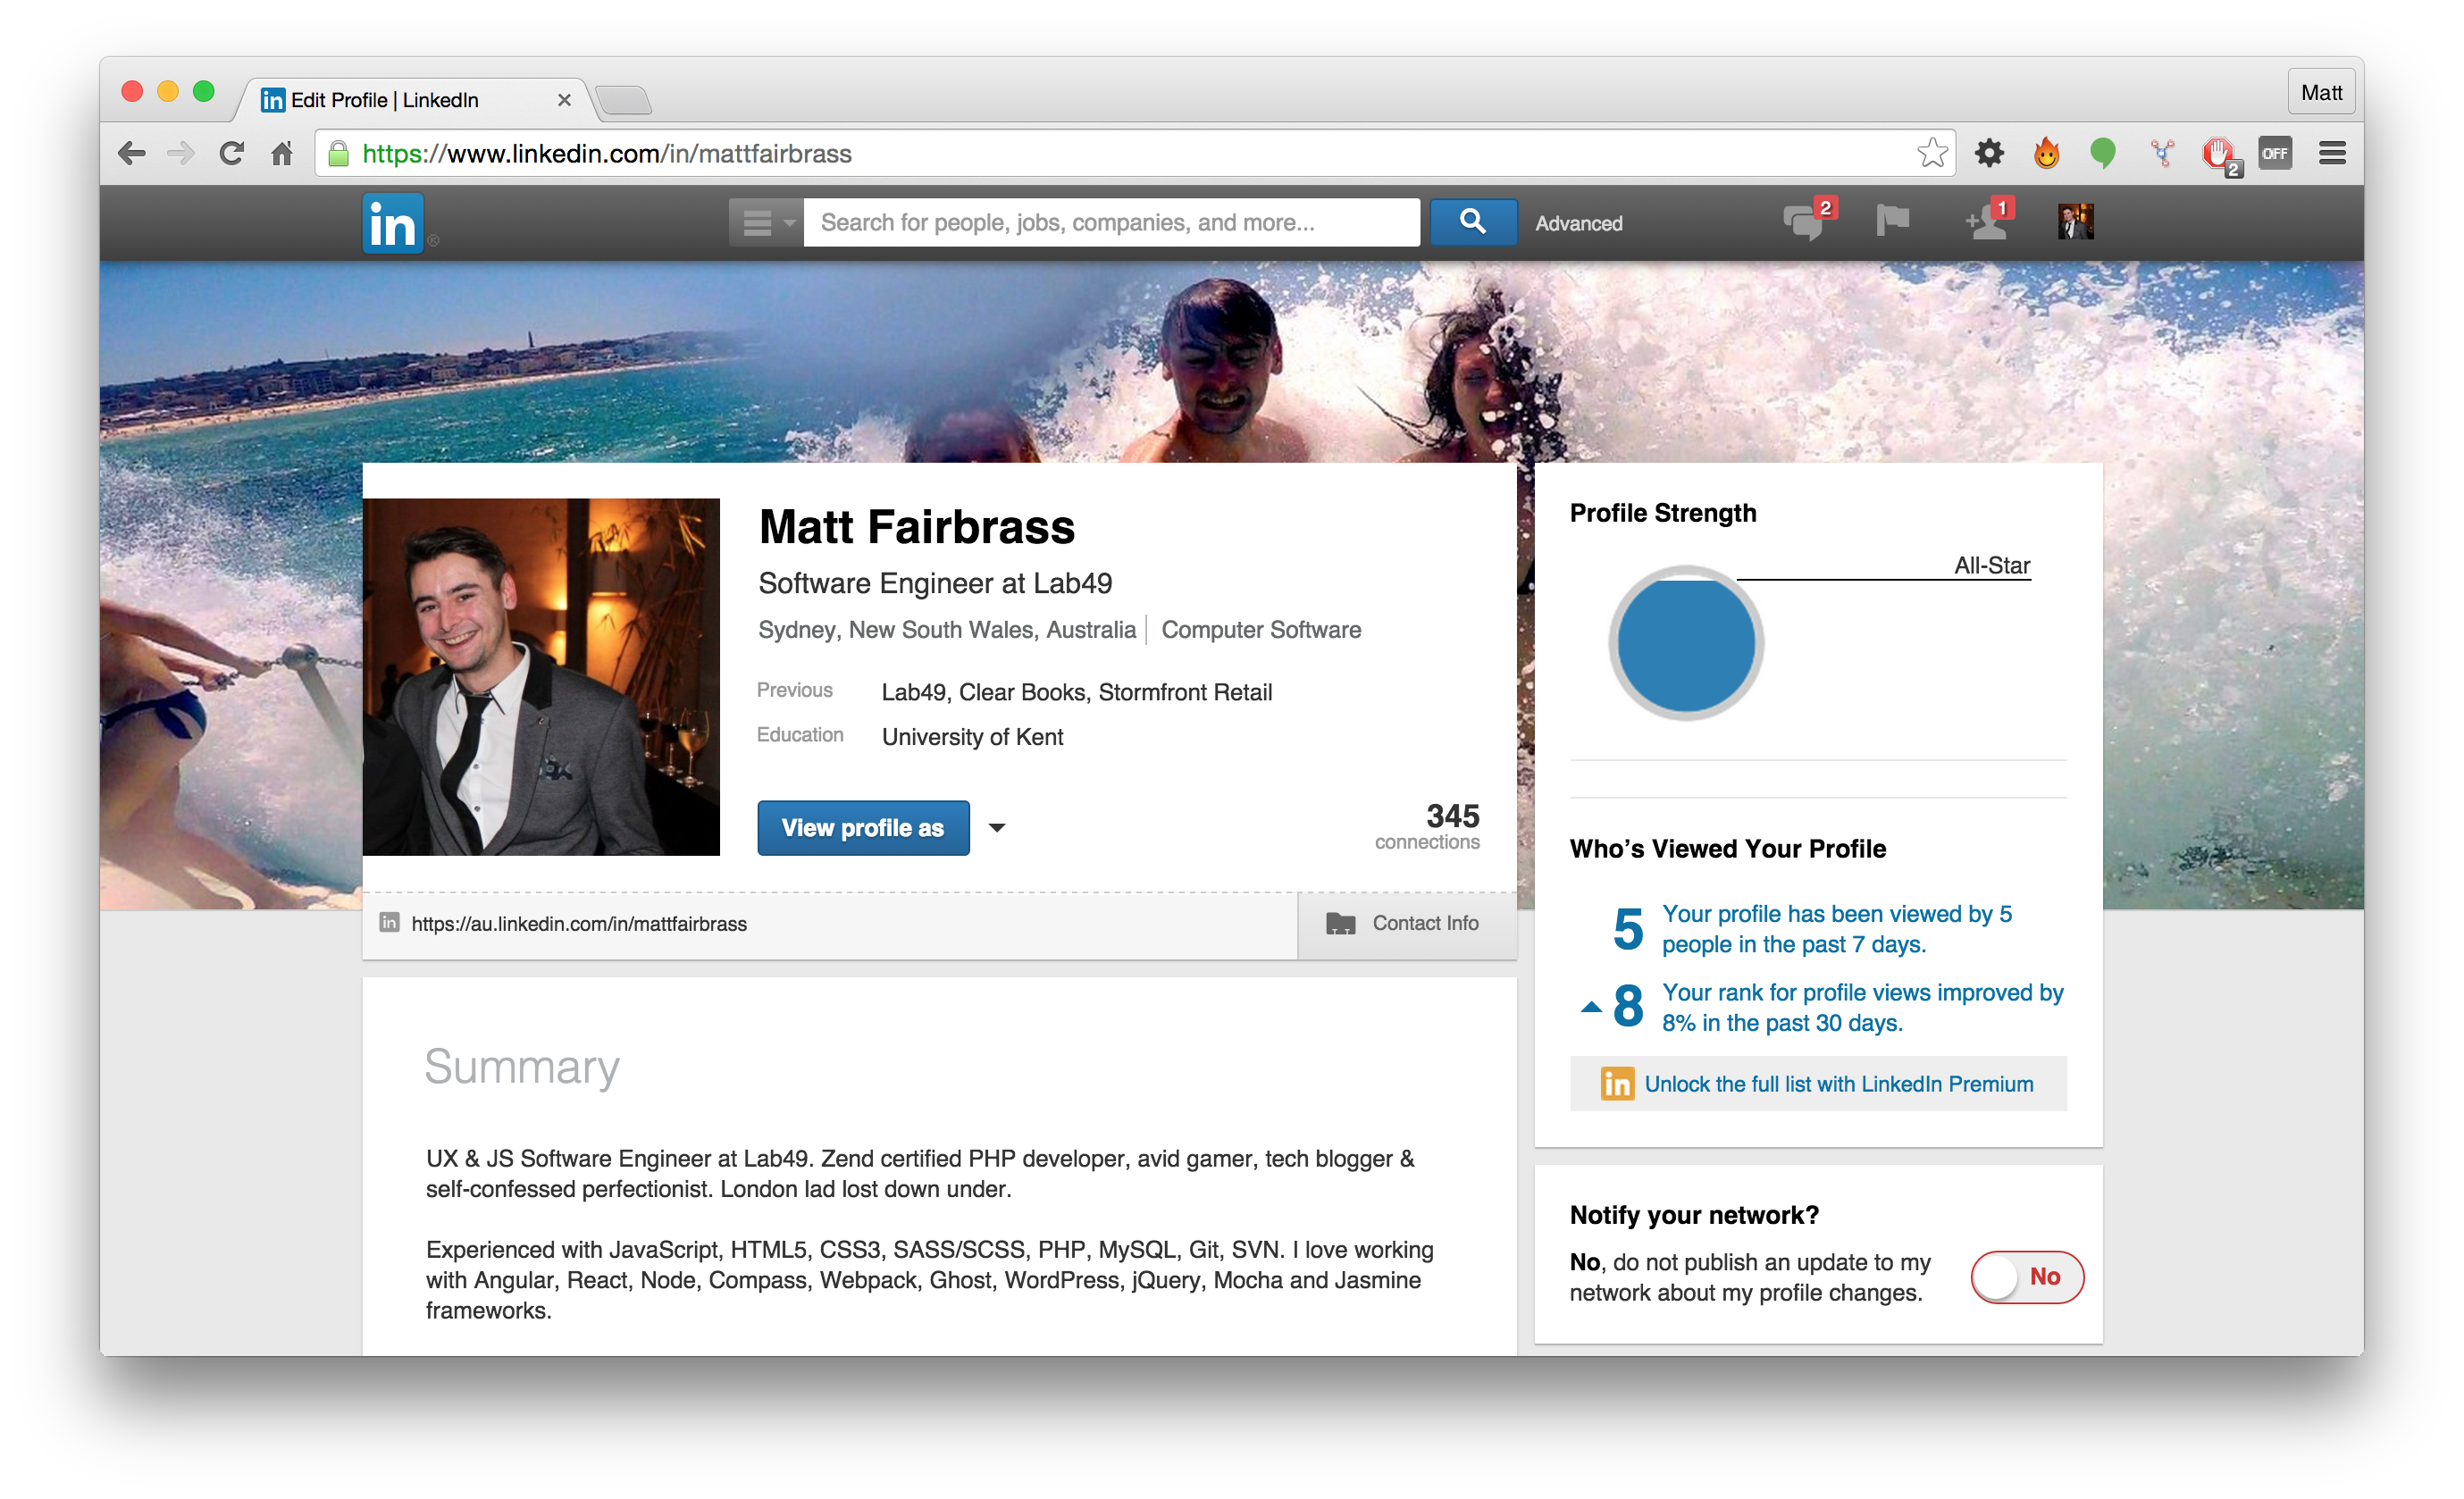 Edit Profile | LinkedIn
Matt
https://www.linkedin.com/in/mattfairbrass
2
OFF
in
®
Search for people, jobs, companies, and more...
Advanced
2
1
Matt Fairbrass
Software Engineer at Lab49
Sydney, New South Wales, Australia
Computer Software
Previous
Lab49, Clear Books, Stormfront Retail
Education
University of Kent
View profile as
345
connections
https://au.linkedin.com/in/mattfairbrass
Contact Info
Summary
UX & JS Software Engineer at Lab49. Zend certified PHP developer, avid gamer, tech blogger &
self-confessed perfectionist. London lad lost down under.
Experienced with JavaScript, HTML5, CSS3, SASS/SCSS, PHP, MySQL, Git, SVN. I love working
with Angular, React, Node, Compass, Webpack, Ghost, WordPress, jQuery, Mocha and Jasmine
frameworks.
Profile Strength
All-Star
Who's Viewed Your Profile
5
Your profile has been viewed by 5
people in the past 7 days.
8
Your rank for profile views improved by
8% in the past 30 days.
in Unlock the full list with LinkedIn Premium
Notify your network?
No, do not publish an update to my
network about my profile changes.
No